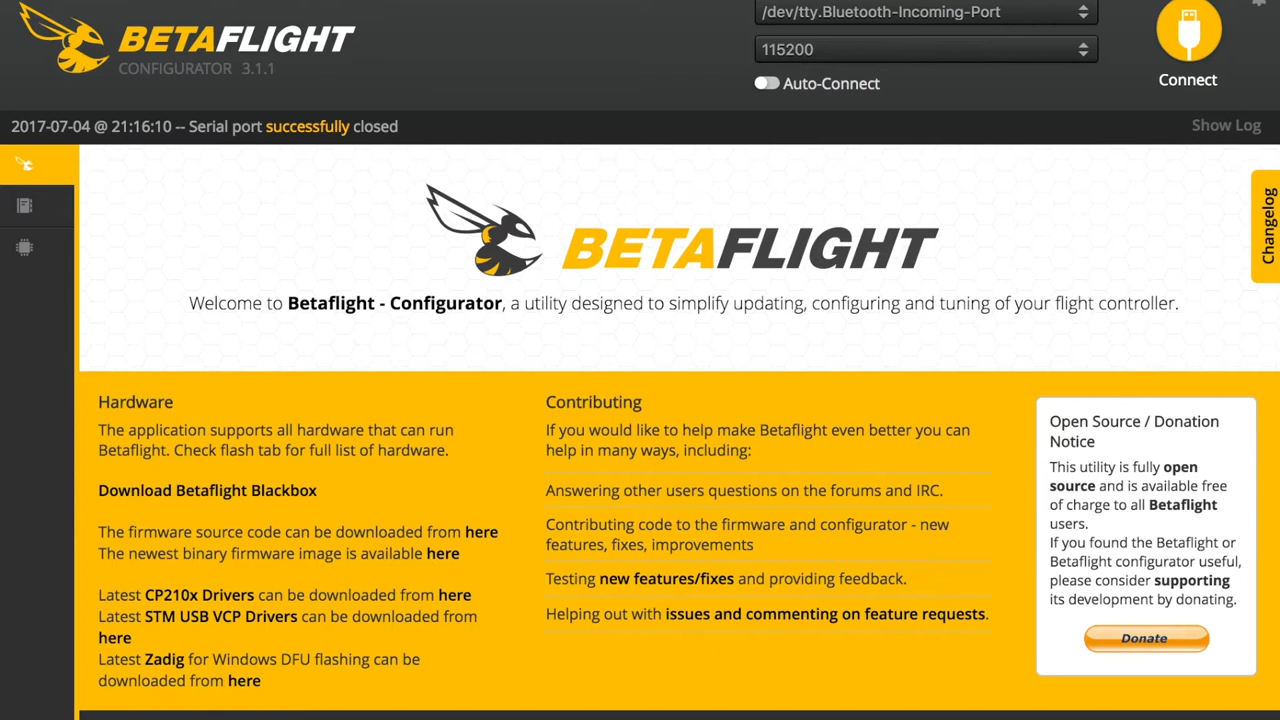 BETAFLIGHT
CONFIGURATOR 3.1.1
/dev/tty.Bluetooth-Incoming-Port
115200
Auto-Connect
Connect
2017-07-04 @ 21:16:10 -- Serial port successfully closed
Show Log
Changelog
BETAFLIGHT
Welcome to Betaflight - Configurator, a utility designed to simplify updating, configuring and tuning of your flight controller.
Hardware
The application supports all hardware that can run
Betaflight. Check flash tab for full list of hardware.
Download Betaflight Blackbox
The firmware source code can be downloaded from here
The newest binary firmware image is available here
Latest CP210x Drivers can be downloaded from here
Latest STM USB VCP Drivers can be downloaded from
here
Latest Zadig for Windows DFU flashing can be
downloaded from here
Contributing
If you would like to help make Betaflight even better you can
help in many ways, including:
Answering other users questions on the forums and IRC.
Contributing code to the firmware and configurator - new
features, fixes, improvements
Testing new features/fixes and providing feedback.
Helping out with issues and commenting on feature requests.
Open Source / Donation
Notice
This utility is fully open
source and is available free
of charge to all Betaflight
users.
If you found the Betaflight or
Betaflight configurator useful,
please consider supporting
its development by donating.
Donate